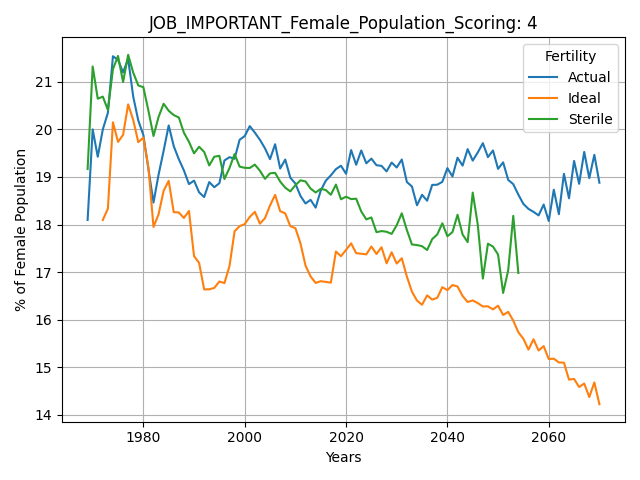 JOB_IMPORTANT_Female_Population_Scoring: 4
Fertility
Actual
Ideal
Sterile
% of Female Population
21
20
19
18
17
16
15
14
1980
2000
2020
2040
2060
Years